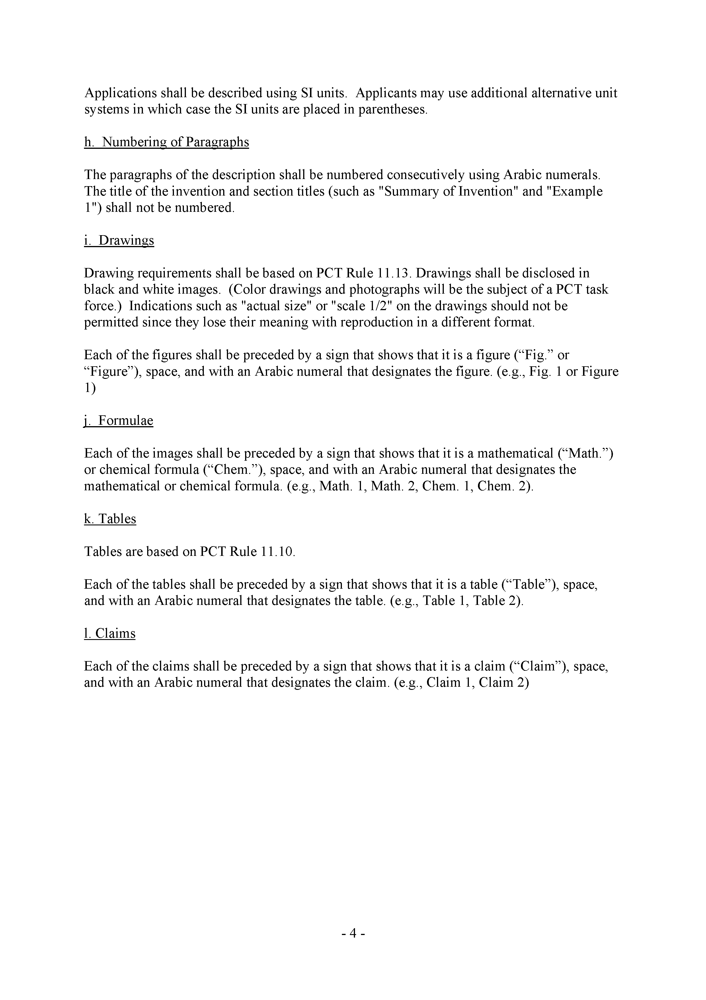 Applications shall be described using SI units.  Applicants may use additional alternative unit
systems in which case the SI units are placed in parentheses.
h.  Numbering of Paragraphs
The paragraphs of the description shall be numbered consecutively using Arabic numerals.
The title of the invention and section titles (such as "Summary of Invention" and "Example
1") shall not be numbered.
i.  Drawings
Drawing requirements shall be based on PCT Rule 11.13. Drawings shall be disclosed in
black and white images.  (Color drawings and photographs will be the subject of a PCT task
force.)  Indications such as "actual size" or "scale 1/2" on the drawings should not be
permitted since they lose their meaning with reproduction in a different format.
Each of the figures shall be preceded by a sign that shows that it is a figure (“Fig.” or
“Figure”), space, and with an Arabic numeral that designates the figure. (e.g., Fig. 1 or Figure
1)
j.  Formulae
Each of the images shall be preceded by a sign that shows that it is a mathematical (“Math.”)
or chemical formula (“Chem.”), space, and with an Arabic numeral that designates the
mathematical or chemical formula. (e.g., Math. 1, Math. 2, Chem. 1, Chem. 2).
k. Tables
Tables are based on PCT Rule 11.10.
Each of the tables shall be preceded by a sign that shows that it is a table (“Table”), space,
and with an Arabic numeral that designates the table. (e.g., Table 1, Table 2).
l. Claims
Each of the claims shall be preceded by a sign that shows that it is a claim (“Claim”), space,
and with an Arabic numeral that designates the claim. (e.g., Claim 1, Claim 2)
- 4 -